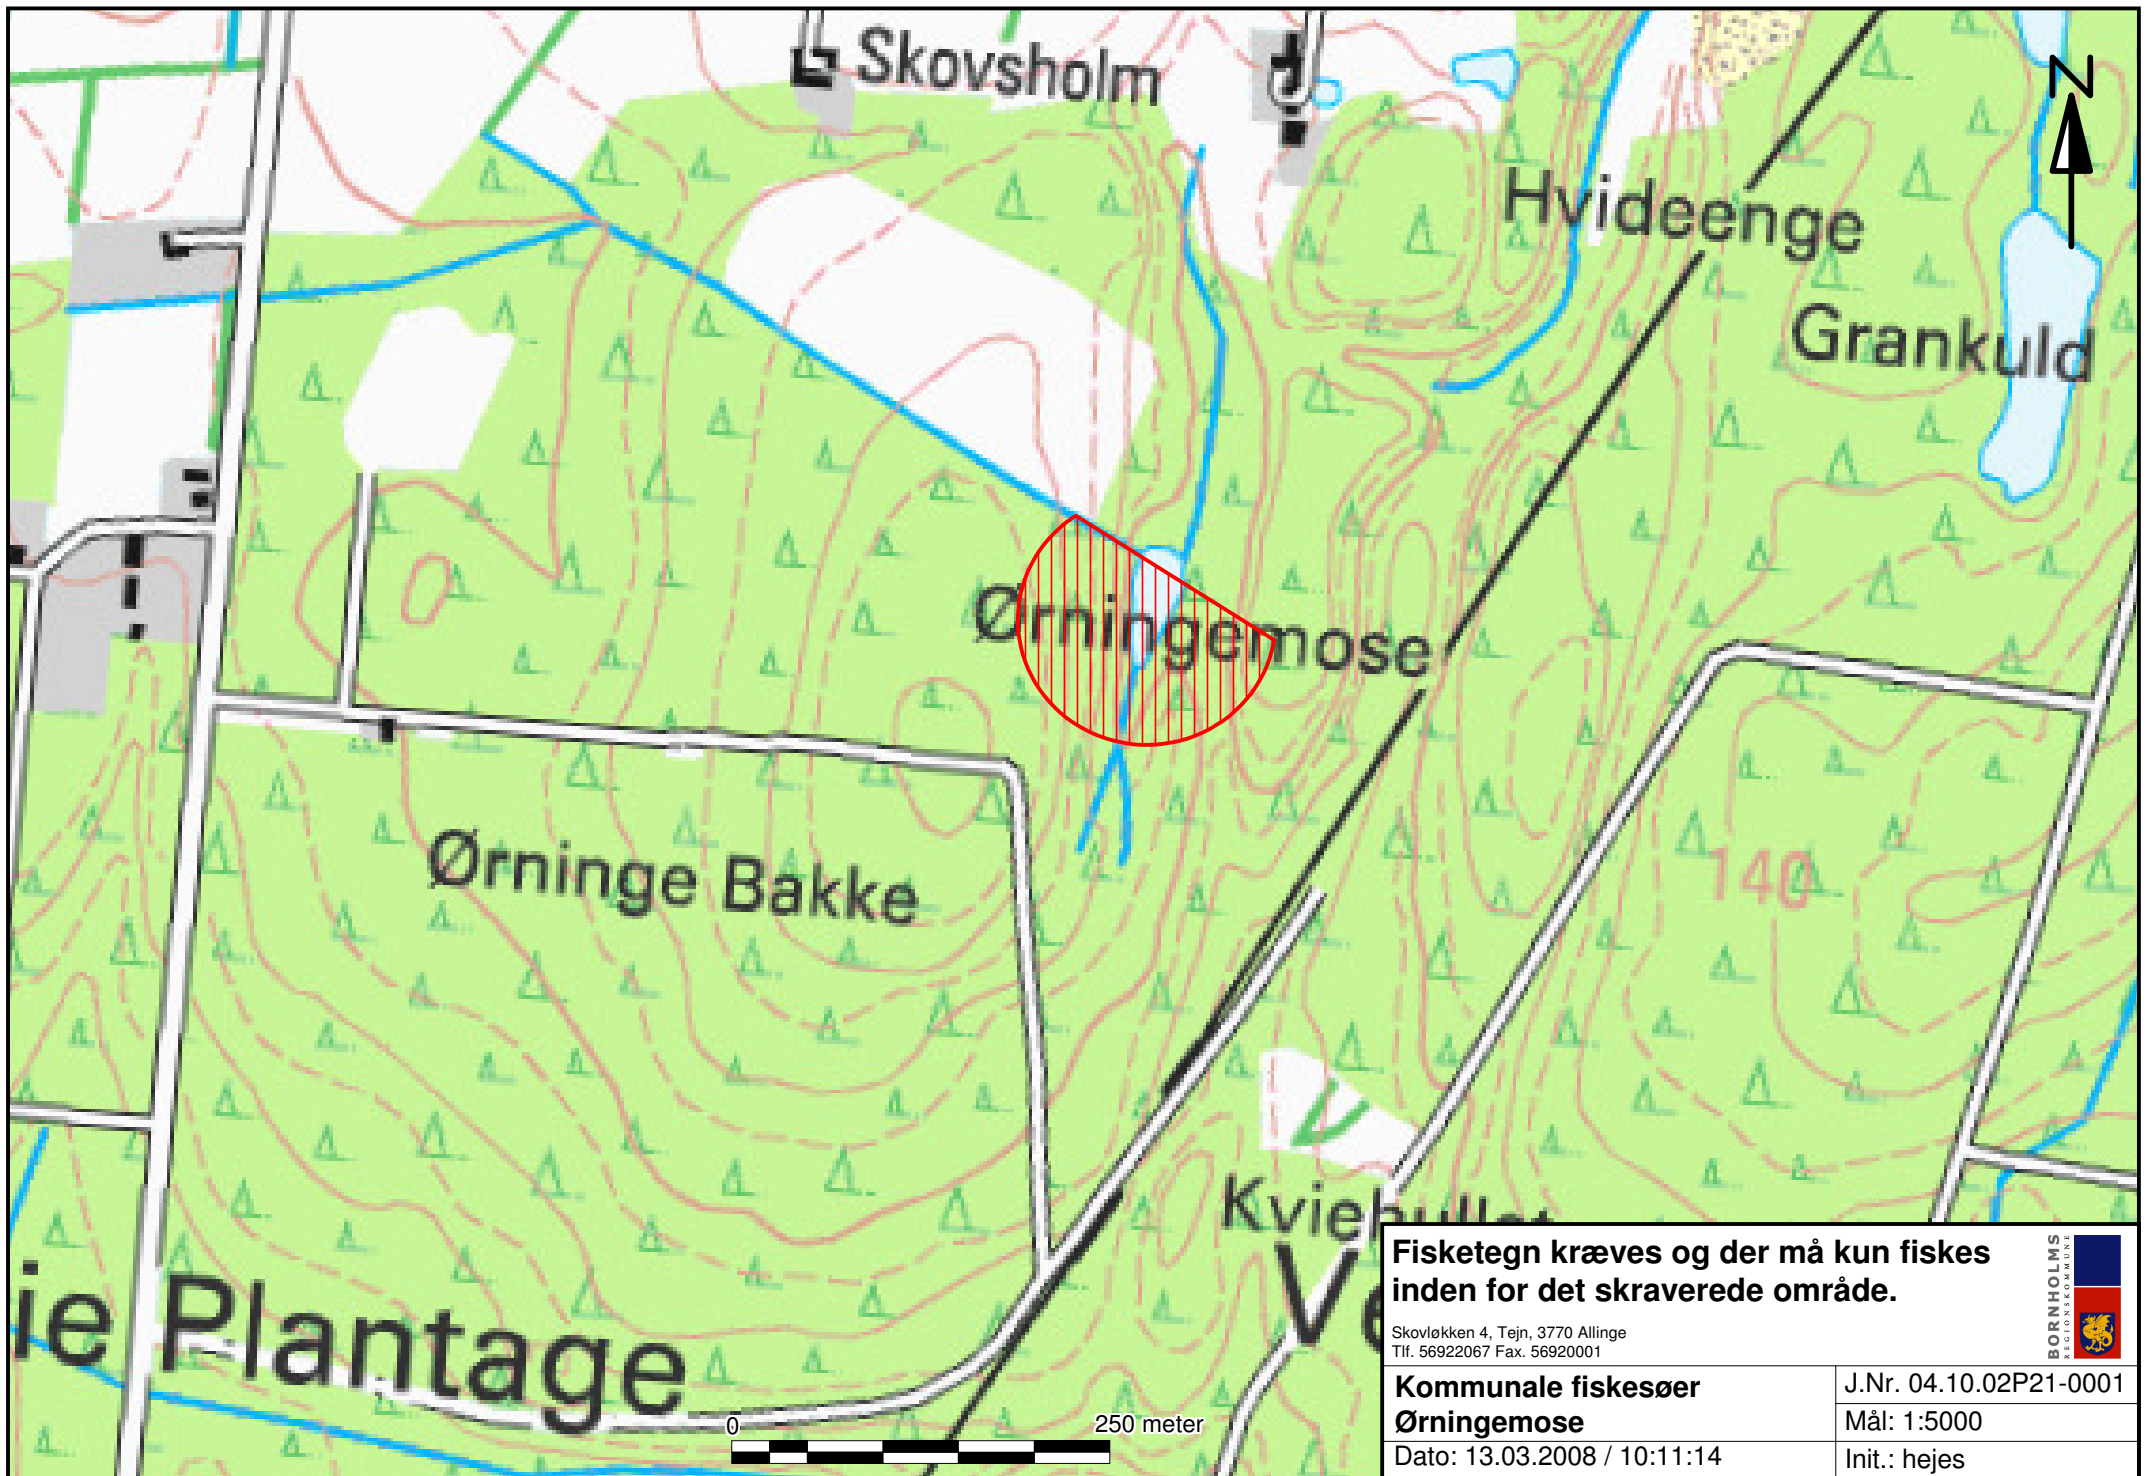 Skovsholm
N
Hvideenge
Grankuld
Ørningemose
Ørninge Bakke
140
ie Plantage
0
250 meter
Fisketegn kræves og der må kun fiskes
inden for det skraverede område.
Skovløkken 4, Tejn, 3770 Allinge
Tlf. 56922067 Fax. 56920001
BORNHOLMS
REGIONSKOMMUNE
Kommunale fiskesøer
Ørningemose
J.Nr. 04.10.02P21-0001
Mål: 1:5000
Dato: 13.03.2008 / 10:11:14
Init.: hejes